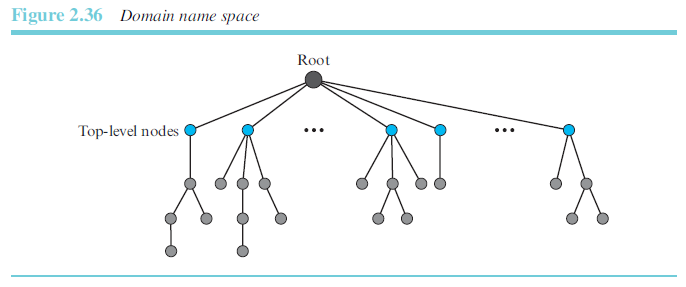 Figure 2.36 Domain name space
Root
Top-level nodes
...
...